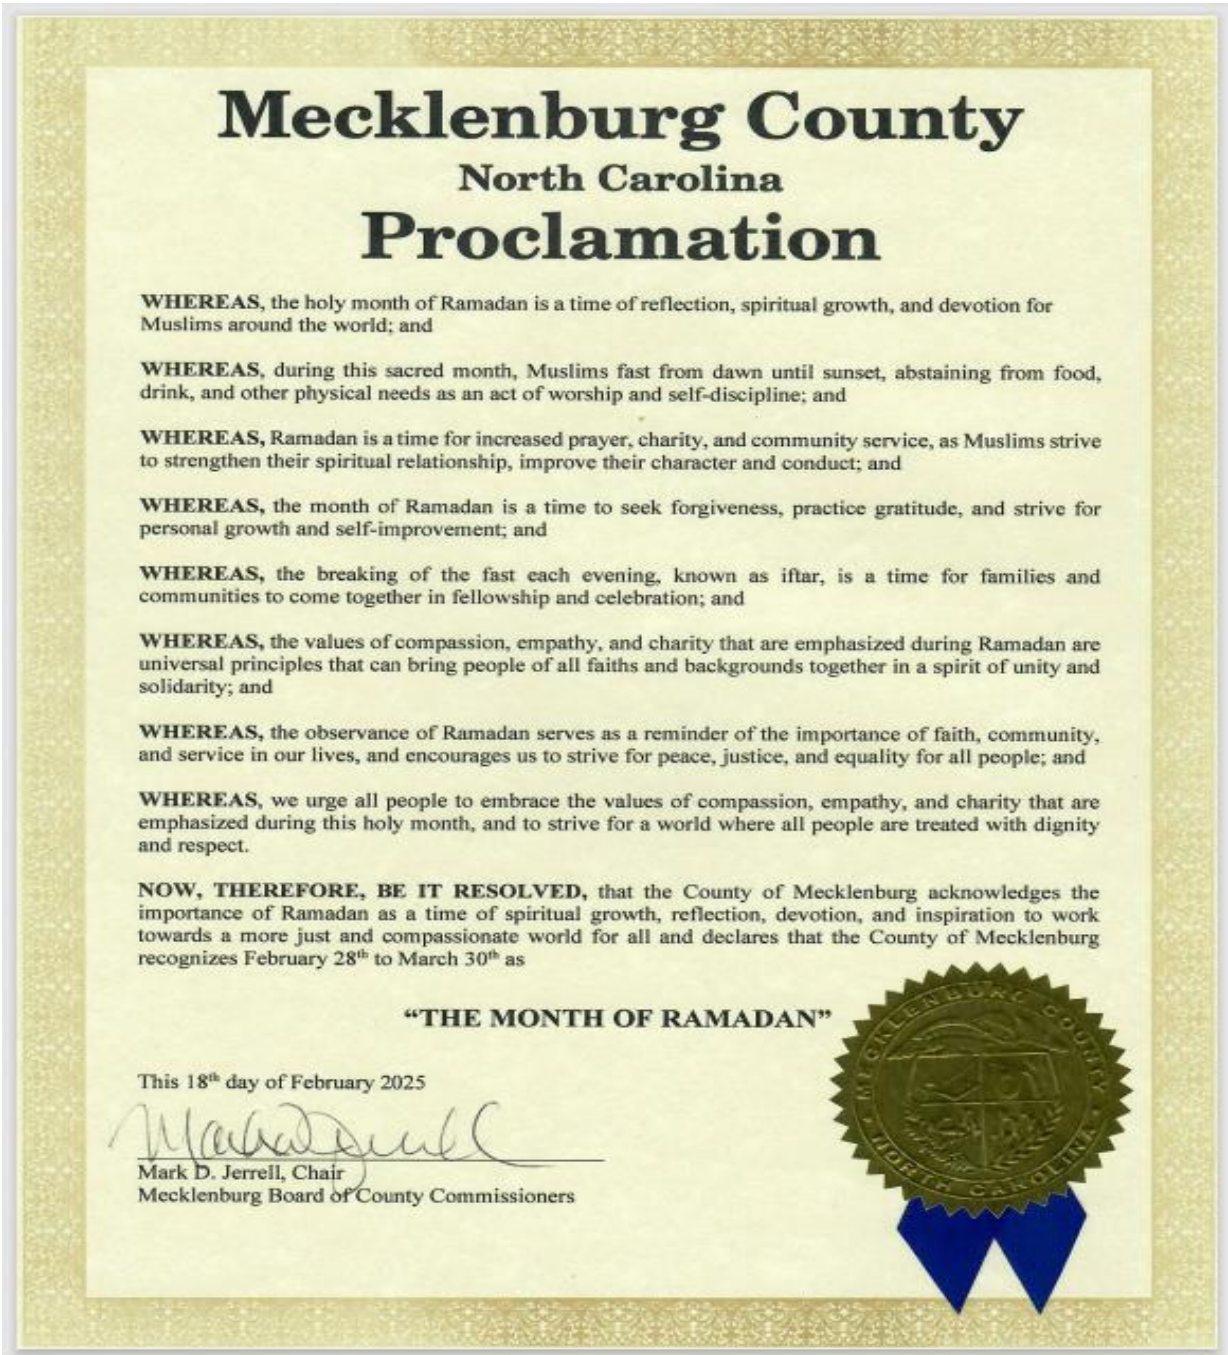 Mecklenburg County
North Carolina
Proclamation
WHEREAS, the holy month of Ramadan is a time of reflection, spiritual growth, and devotion for
Muslims around the world; and
WHEREAS, during this sacred month, Muslims fast from dawn until sunset, abstaining from food,
drink, and other physical needs as an act of worship and self-discipline; and
WHEREAS, Ramadan is a time for increased prayer, charity, and community service, as Muslims strive
to strengthen their spiritual relationship, improve their character and conduct; and
WHEREAS, the month of Ramadan is a time to seek forgiveness, practice gratitude, and strive for
personal growth and self-improvement; and
WHEREAS, the breaking of the fast each evening, known as iftar, is a time for families and
communities to come together in fellowship and celebration; and
WHEREAS, the values of compassion, empathy, and charity that are emphasized during Ramadan are
universal principles that can bring people of all faiths and backgrounds together in a spirit of unity and
solidarity; and
WHEREAS, the observance of Ramadan serves as a reminder of the importance of faith, community,
and service in our lives, and encourages us to strive for peace, justice, and equality for all people; and
WHEREAS, we urge all people to embrace the values of compassion, empathy, and charity that are
emphasized during this holy month, and to strive for a world where all people are treated with dignity
and respect.
NOW, THEREFORE, BE IT RESOLVED, that the County of Mecklenburg acknowledges the
importance of Ramadan as a time of spiritual growth, reflection, devotion, and inspiration to work
towards a more just and compassionate world for all and declares that the County of Mecklenburg
recognizes February 28th to March 30th as
“THE MONTH OF RAMADAN”
This 18th day of February 2025
Mark D. Jerrell, Chair
Mecklenburg Board of County Commissioners
MECKLENBURG COUNTY
NORTH CAROLINA